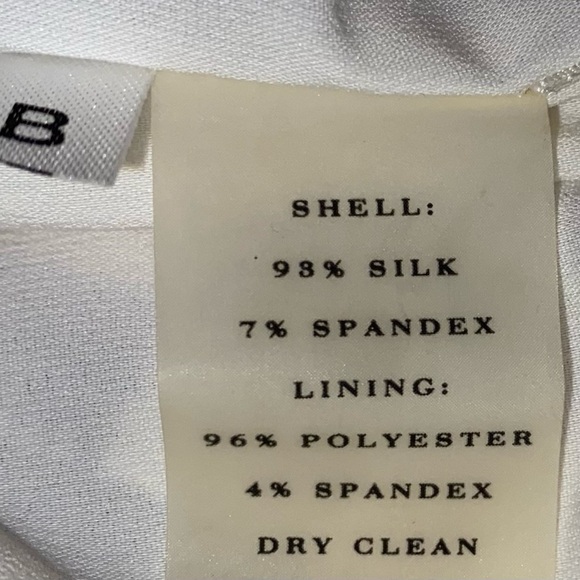 B
SHELL:
93% SILK
7% SPANDEX
LINING:
96% POLYESTER
4% SPANDEX
DRY CLEAN